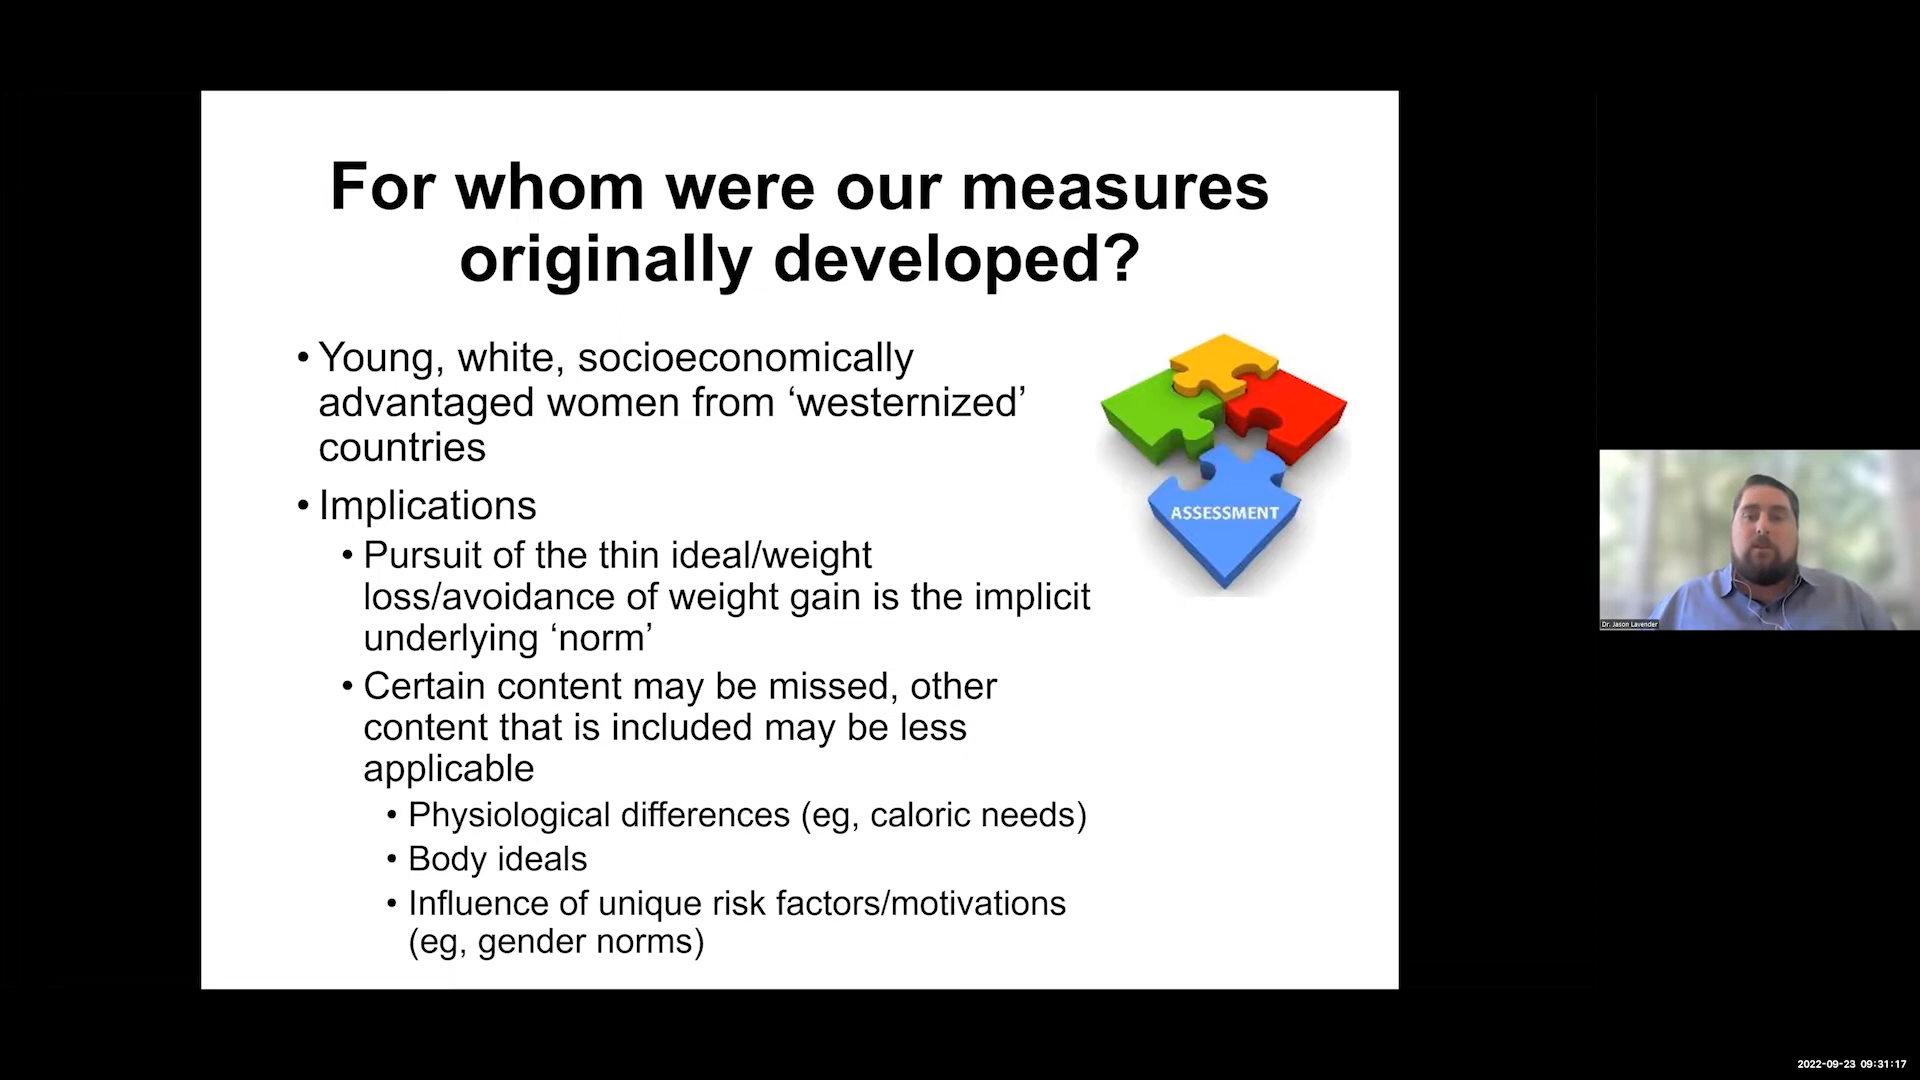 For whom were our measures
originally developed?
• Young, white, socioeconomically
advantaged women from ‘westernized’
countries
• Implications
• Pursuit of the thin ideal/weight
loss/avoidance of weight gain is the implicit
underlying ‘norm’
• Certain content may be missed, other
content that is included may be less
applicable
• Physiological differences (eg, caloric needs)
• Body ideals
• Influence of unique risk factors/motivations
(eg, gender norms)
ASSESSMENT
Dr. Jason Lavender
2022-09-23 09:31:17